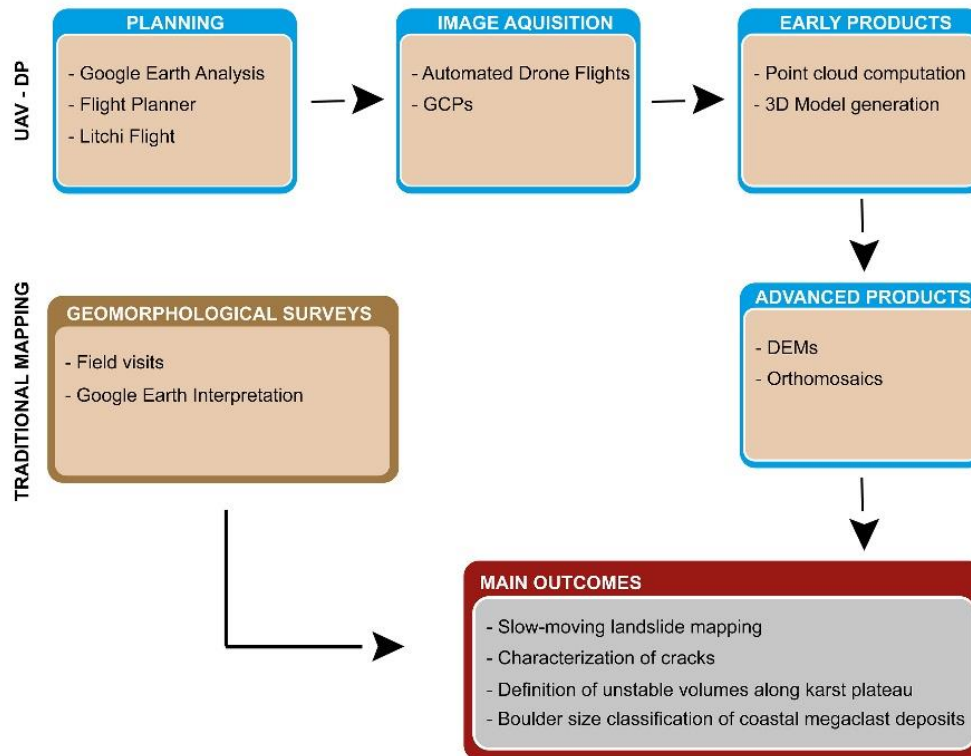 UAV - DP
PLANNING
- Google Earth Analysis
- Flight Planner
- Litchi Flight
IMAGE AQUISITION
- Automated Drone Flights
- GCPs
EARLY PRODUCTS
- Point cloud computation
- 3D Model generation
TRADITIONAL MAPPING
GEOMORPHOLOGICAL SURVEYS
- Field visits
- Google Earth Interpretation
ADVANCED PRODUCTS
- DEMs
- Orthomosaics
MAIN OUTCOMES
- Slow-moving landslide mapping
- Characterization of cracks
- Definition of unstable volumes along karst plateau
- Boulder size classification of coastal megaclast deposits